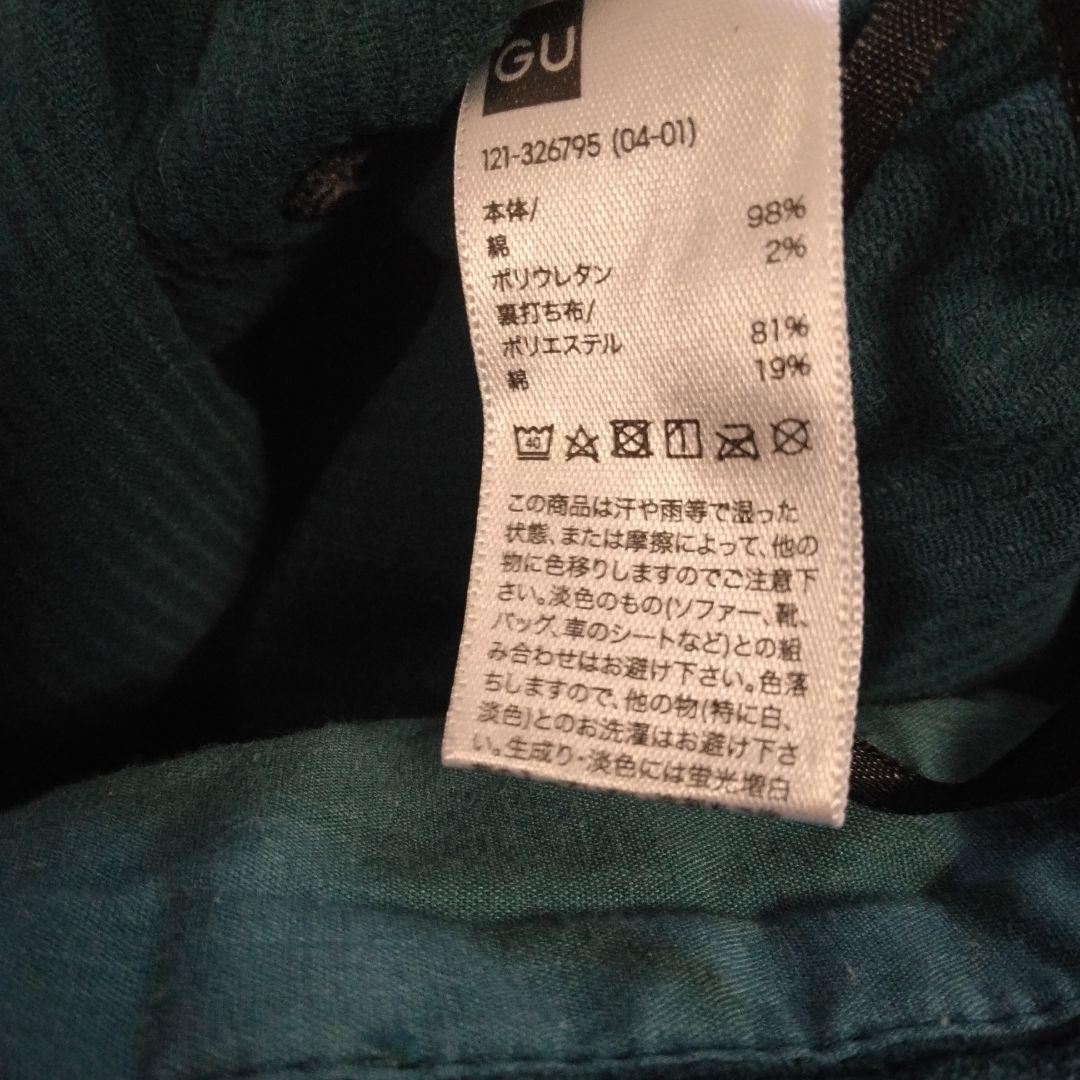 GU
121-326795 (04-01)
本体/
綿 98%
ポリウレタン 2%
裏打ち布/
ポリエステル 81%
綿 19%
40
この商品は汗や雨等で湿った
状態、または摩擦によって、他の
物に色移りしますのでご注意下
さい。淡色のもの(ソファー、靴、
バッグ、車のシートなど)との組
み合わせはお避け下さい。色落
ちしますので、他の物(特に白、
淡色)とのお洗濯はお避け下さ
い。生成り・淡色には蛍光増白